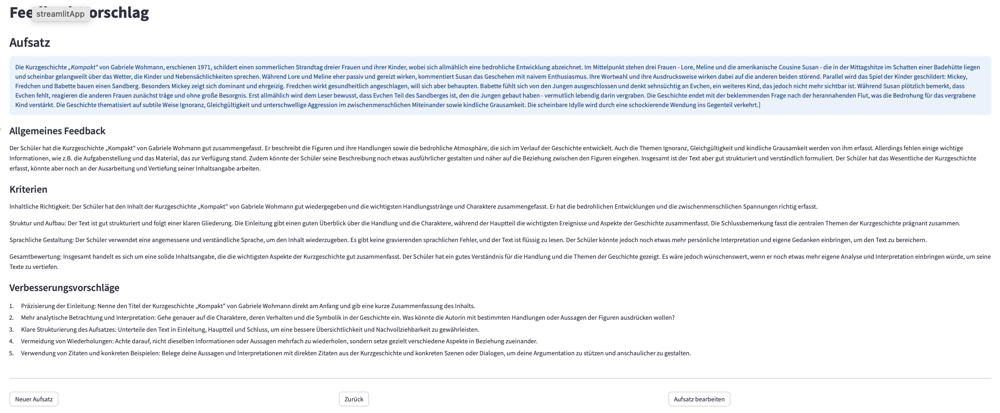 Fee
streamlitApp
orschlag
Aufsatz
Die Kurzgeschichte „Kompakt" von Gabriele Wohmann, erschienen 1971, schildert einen sommerlichen Strandtag dreier Frauen und ihrer Kinder, wobei sich allmählich eine bedrohliche Entwicklung abzeichnet. Im Mittelpunkt stehen drei Frauen - Lore, Meline und die amerikanische Cousine Susan - die in der Mittagshitze im Schatten einer Badehütte liegen
und scheinbar gelangweilt über das Wetter, die Kinder und Nebensächlichkeiten sprechen. Während Lore und Meline eher passiv und gereizt wirken, kommentiert Susan das Geschehen mit naivem Enthusiasmus. Ihre Wortwahl und ihre Ausdrucksweise wirken dabei auf die anderen beiden störend. Parallel wird das Spiel der Kinder geschildert: Mickey,
Fredchen und Babette bauen einen Sandberg. Besonders Mickey zeigt sich dominant und ehrgeizig. Fredchen wirkt gesundheitlich angeschlagen, will sich aber behaupten. Babette fühlt sich von den Jungen ausgeschlossen und denkt sehnsüchtig an Evchen, ein weiteres Kind, das jedoch nicht mehr sichtbar ist. Während Susan plötzlich bemerkt, dass
Evchen fehlt, reagieren die anderen Frauen zunächst träge und ohne große Besorgnis. Erst allmählich wird dem Leser bewusst, dass Evchen Teil des Sandberges ist, den die Jungen gebaut haben - vermutlich lebendig darin vergraben. Die Geschichte endet mit der beklemmenden Frage nach der herannahenden Flut, was die Bedrohung für das vergrabene
Kind verstärkt. Die Geschichte thematisiert auf subtile Weise Ignoranz, Gleichgültigkeit und unterschwellige Aggression im zwischenmenschlichen Miteinander sowie kindliche Grausamkeit. Die scheinbare Idylle wird durch eine schockierende Wendung ins Gegenteil verkehrt.]
Allgemeines Feedback
Der Schüler hat die Kurzgeschichte „Kompakt" von Gabriele Wohmann gut zusammengefasst. Er beschreibt die Figuren und ihre Handlungen sowie die bedrohliche Atmosphäre, die sich im Verlauf der Geschichte entwickelt. Auch die Themen Ignoranz, Gleichgültigkeit und kindliche Grausamkeit werden von ihm erfasst. Allerdings fehlen einige wichtige
Informationen, wie z.B. die Aufgabenstellung und das Material, das zur Verfügung stand. Zudem könnte der Schüler seine Beschreibung noch etwas ausführlicher gestalten und näher auf die Beziehung zwischen den Figuren eingehen. Insgesamt ist der Text aber gut strukturiert und verständlich formuliert. Der Schüler hat das Wesentliche der Kurzgeschichte
erfasst, könnte aber noch an der Ausarbeitung und Vertiefung seiner Inhaltsangabe arbeiten.
Kriterien
Inhaltliche Richtigkeit: Der Schüler hat den Inhalt der Kurzgeschichte „Kompakt" von Gabriele Wohmann gut wiedergegeben und die wichtigsten Handlungsstränge und Charaktere zusammengefasst. Er hat die bedrohlichen Entwicklungen und die zwischenmenschlichen Spannungen richtig erfasst.
Struktur und Aufbau: Der Text ist gut strukturiert und folgt einer klaren Gliederung. Die Einleitung gibt einen guten Überblick über die Handlung und die Charaktere, während der Hauptteil die wichtigsten Ereignisse und Aspekte der Geschichte zusammenfasst. Die Schlussbemerkung fasst die zentralen Themen der Kurzgeschichte prägnant zusammen.
Sprachliche Gestaltung: Der Schüler verwendet eine angemessene und verständliche Sprache, um den Inhalt wiederzugeben. Es gibt keine gravierenden sprachlichen Fehler, und der Text ist flüssig zu lesen. Der Schüler könnte jedoch noch etwas mehr persönliche Interpretation und eigene Gedanken einbringen, um den Text zu bereichern.
Gesamtbewertung: Insgesamt handelt es sich um eine solide Inhaltsangabe, die die wichtigsten Aspekte der Kurzgeschichte gut zusammenfasst. Der Schüler hat ein gutes Verständnis für die Handlung und die Themen der Geschichte gezeigt. Es wäre jedoch wünschenswert, wenn er noch etwas mehr eigene Analyse und Interpretation einbringen würde, um seine
Texte zu vertiefen.
Verbesserungsvorschläge
1. Präzisierung der Einleitung: Nenne den Titel der Kurzgeschichte „Kompakt" von Gabriele Wohmann direkt am Anfang und gib eine kurze Zusammenfassung des Inhalts.
2. Mehr analytische Betrachtung und Interpretation: Gehe genauer auf die Charaktere, deren Verhalten und die Symbolik in der Geschichte ein. Was könnte die Autorin mit bestimmten Handlungen oder Aussagen der Figuren ausdrücken wollen?
3. Klare Strukturierung des Aufsatzes: Unterteile den Text in Einleitung, Hauptteil und Schluss, um eine bessere Übersichtlichkeit und Nachvollziehbarkeit zu gewährleisten.
4. Vermeidung von Wiederholungen: Achte darauf, nicht dieselben Informationen oder Aussagen mehrfach zu wiederholen, sondern setze gezielt verschiedene Aspekte in Beziehung zueinander.
5. Verwendung von Zitaten und konkreten Beispielen: Belege deine Aussagen und Interpretationen mit direkten Zitaten aus der Kurzgeschichte und konkreten Szenen oder Dialogen, um deine Argumentation zu stützen und anschaulicher zu gestalten.
Neuer Aufsatz
Zurück
Aufsatz bearbeiten